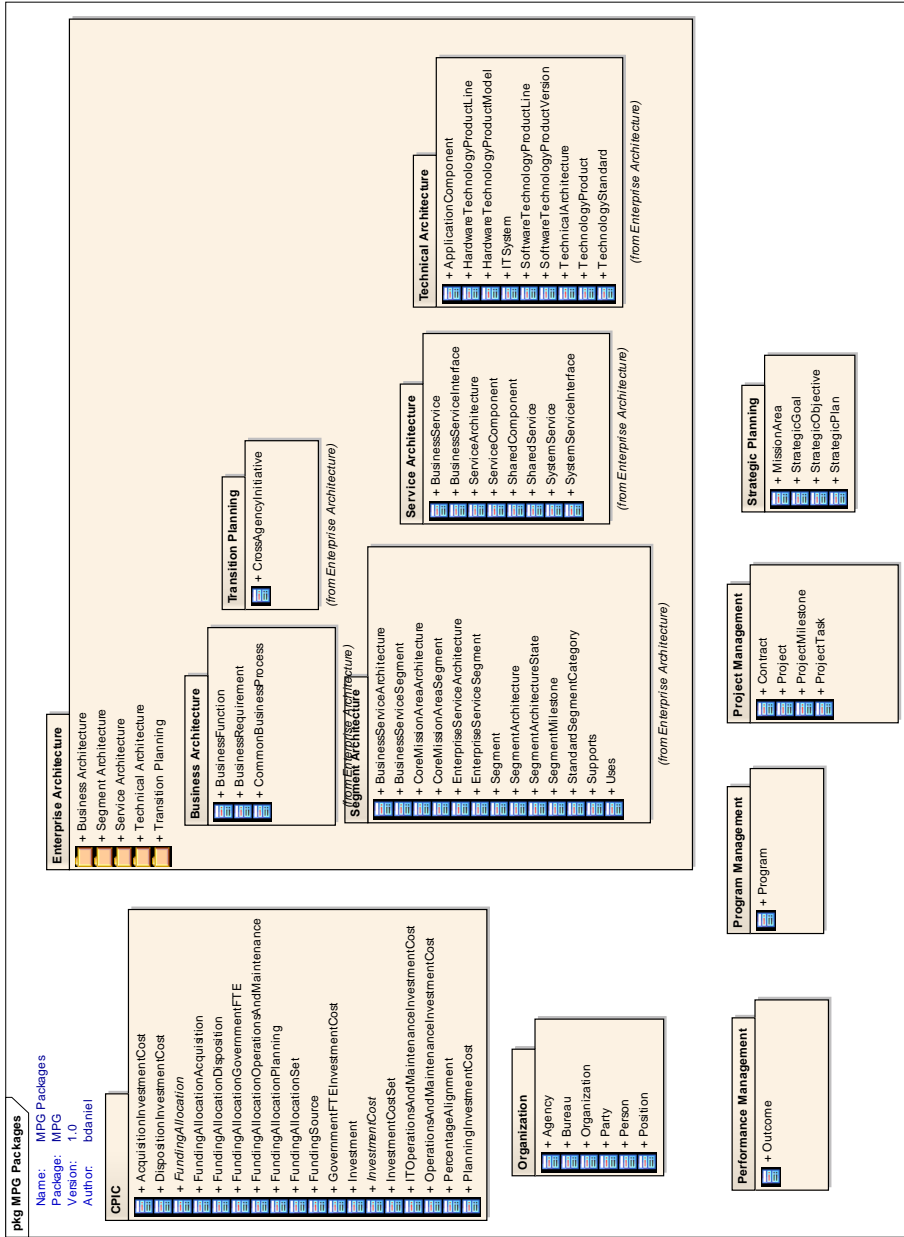 pkg MPG Packages
Name: MPG Packages
Package: MPG
Version: 1.0
Author: bdaniel
CPIC
+ AcquisitionInvestmentCost
+ DispositionInvestmentCost
+ FundingAllocation
+ FundingAllocationAcquisition
+ FundingAllocationDisposition
+ FundingAllocationGovernmentFTE
+ FundingAllocationOperationsAndMaintenance
+ FundingAllocationPlanning
+ FundingAllocationSet
+ FundingSource
+ GovernmentFTEInvestmentCost
+ Investment
+ InvestmentCost
+ InvestmentCostSet
+ ITOperationsAndMaintenanceInvestmentCost
+ OperationsAndMaintenanceInvestmentCost
+ PercentageAlignment
+ PlanningInvestmentCost
Enterprise Architecture
+ Business Architecture
+ Segment Architecture
+ Service Architecture
+ Technical Architecture
+ Transition Planning
Business Architecture
+ BusinessFunction
+ BusinessRequirement
+ CommonBusinessProcess
(from Enterprise Architecture)
Transition Planning
+ CrossAgencyInitiative
(from Enterprise Architecture)
Segment Architecture
+ BusinessServiceArchitecture
+ BusinessServiceSegment
+ CoreMissionAreaArchitecture
+ CoreMissionAreaSegment
+ EnterpriseServiceArchitecture
+ EnterpriseServiceSegment
+ Segment
+ SegmentArchitecture
+ SegmentArchitectureState
+ SegmentMilestone
+ StandardSegmentCategory
+ Supports
+ Uses
(from Enterprise Architecture)
Service Architecture
+ BusinessService
+ BusinessServiceInterface
+ ServiceArchitecture
+ ServiceComponent
+ SharedComponent
+ SharedService
+ SystemService
+ SystemServiceInterface
(from Enterprise Architecture)
Technical Architecture
+ ApplicationComponent
+ HardwareTechnologyProductLine
+ HardwareTechnologyProductModel
+ ITSystem
+ SoftwareTechnologyProductLine
+ SoftwareTechnologyProductVersion
+ TechnicalArchitecture
+ TechnologyProduct
+ TechnologyStandard
(from Enterprise Architecture)
Organization
+ Agency
+ Bureau
+ Organization
+ Party
+ Person
+ Position
Performance Management
+ Outcome
Program Management
+ Program
Project Management
+ Contract
+ Project
+ ProjectMilestone
+ ProjectTask
Strategic Planning
+ MissionArea
+ StrategicGoal
+ StrategicObjective
+ StrategicPlan